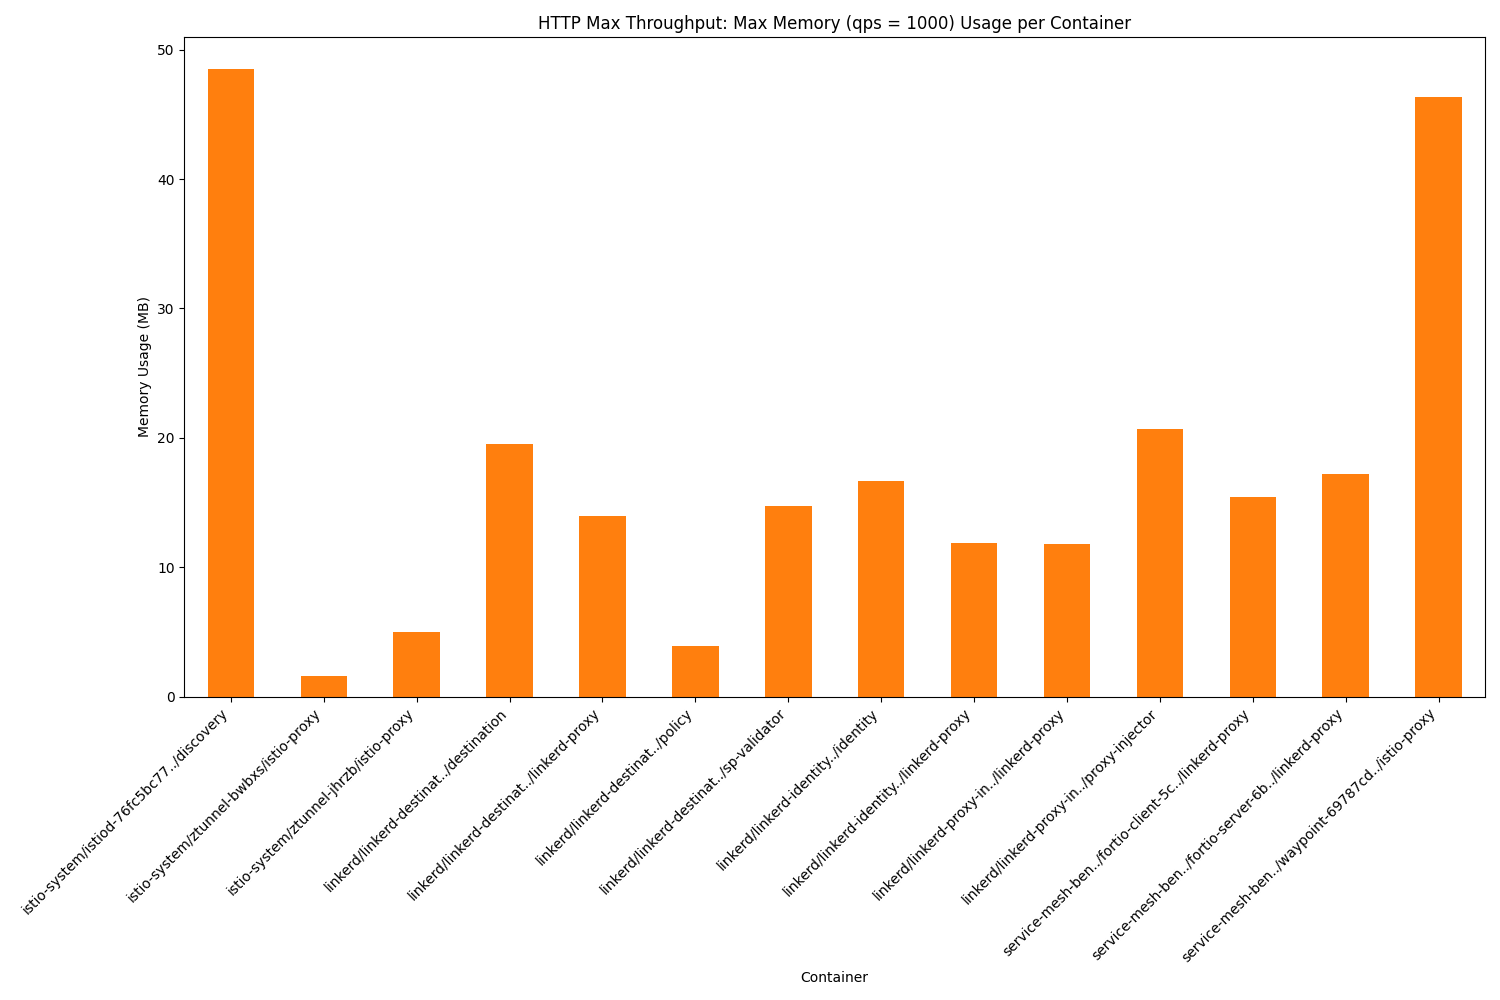 HTTP Max Throughput: Max Memory (qps = 1000) Usage per Container
Memory Usage (MB)
50
40
30
20
10
0
istio-system/istiod-76fc5bc77../discovery
istio-system/ztunnel-bwbxs/istio-proxy
istio-system/ztunnel-jhrzb/istio-proxy
linkerd/linkerd-destinat../destination
linkerd/linkerd-destinat../linkerd-proxy
linkerd/linkerd-destinat../policy
linkerd/linkerd-destinat../sp-validator
linkerd/linkerd-identity../identity
linkerd/linkerd-identity../linkerd-proxy
linkerd/linkerd-proxy-in../linkerd-proxy
linkerd/linkerd-proxy-in../proxy-injector
service-mesh-ben../fortio-client-5c../linkerd-proxy
service-mesh-ben../fortio-server-6b../linkerd-proxy
service-mesh-ben../waypoint-69787cd../istio-proxy
Container